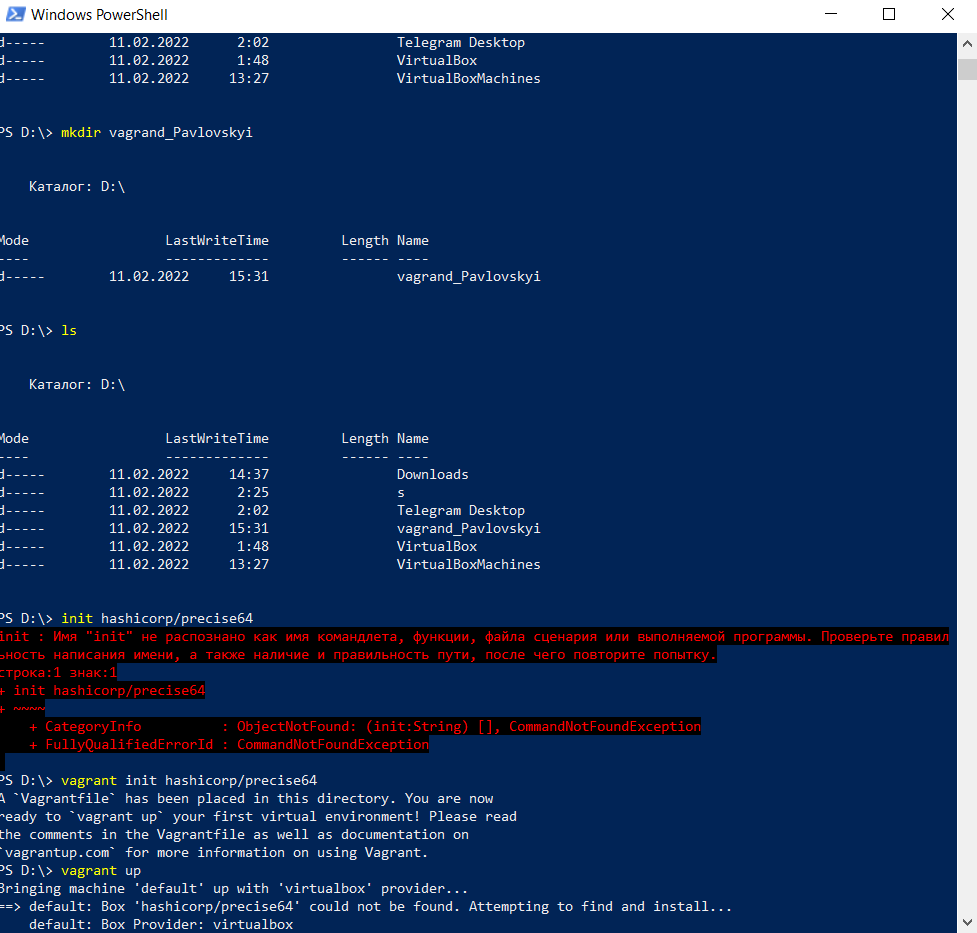 Windows PowerShell
d----- 11.02.2022 2:02 Telegram Desktop
d----- 11.02.2022 1:48 VirtualBox
d----- 11.02.2022 13:27 VirtualBoxMachines
PS D:\> mkdir vagrand_Pavlovskyi
Каталог: D:\
Mode LastWriteTime Length Name
---- ------------- ------ ----
d----- 11.02.2022 15:31 vagrand_Pavlovskyi
PS D:\> ls
Каталог: D:\
Mode LastWriteTime Length Name
---- ------------- ------ ----
d----- 11.02.2022 14:37 Downloads
d----- 11.02.2022 2:25 s
d----- 11.02.2022 2:02 Telegram Desktop
d----- 11.02.2022 15:31 vagrand_Pavlovskyi
d----- 11.02.2022 1:48 VirtualBox
d----- 11.02.2022 13:27 VirtualBoxMachines
PS D:\> init hashicorp/precise64
init : Имя "init" не распознано как имя командлета, функции, файла сценария или выполняемой программы. Проверьте правил
ьность написания имени, а также наличие и правильность пути, после чего повторите попытку.
строка:1 знак:1
+ init hashicorp/precise64
+ ~~~~
+ CategoryInfo : ObjectNotFound: (init:String) [], CommandNotFoundException
+ FullyQualifiedErrorId : CommandNotFoundException
PS D:\> vagrant init hashicorp/precise64
A `Vagrantfile` has been placed in this directory. You are now
ready to `vagrant up` your first virtual environment! Please read
the comments in the Vagrantfile as well as documentation on
`vagrantup.com` for more information on using Vagrant.
PS D:\> vagrant up
Bringing machine 'default' up with 'virtualbox' provider...
==> default: Box 'hashicorp/precise64' could not be found. Attempting to find and install...
default: Box Provider: virtualbox